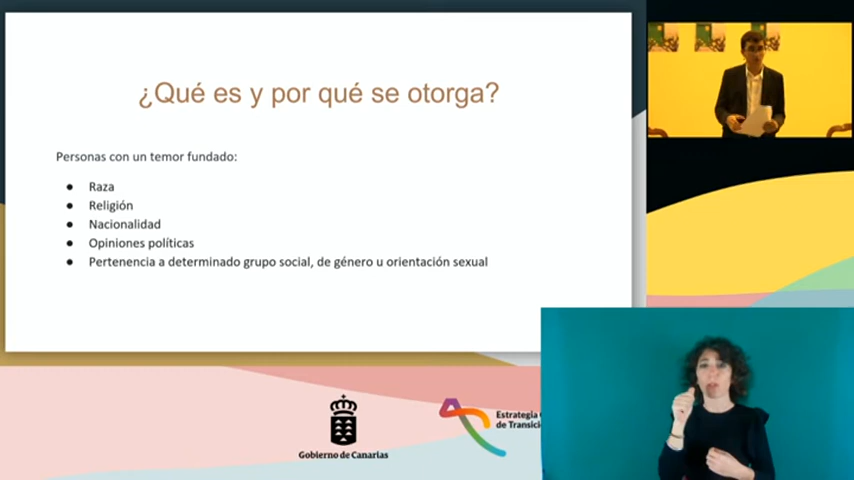 ¿Qué es y por qué se otorga?
Personas con un temor fundado:
● Raza
● Religión
● Nacionalidad
● Opiniones políticas
● Pertenencia a determinado grupo social, de género u orientación sexual
Gobierno de Canarias
Estrategia
de